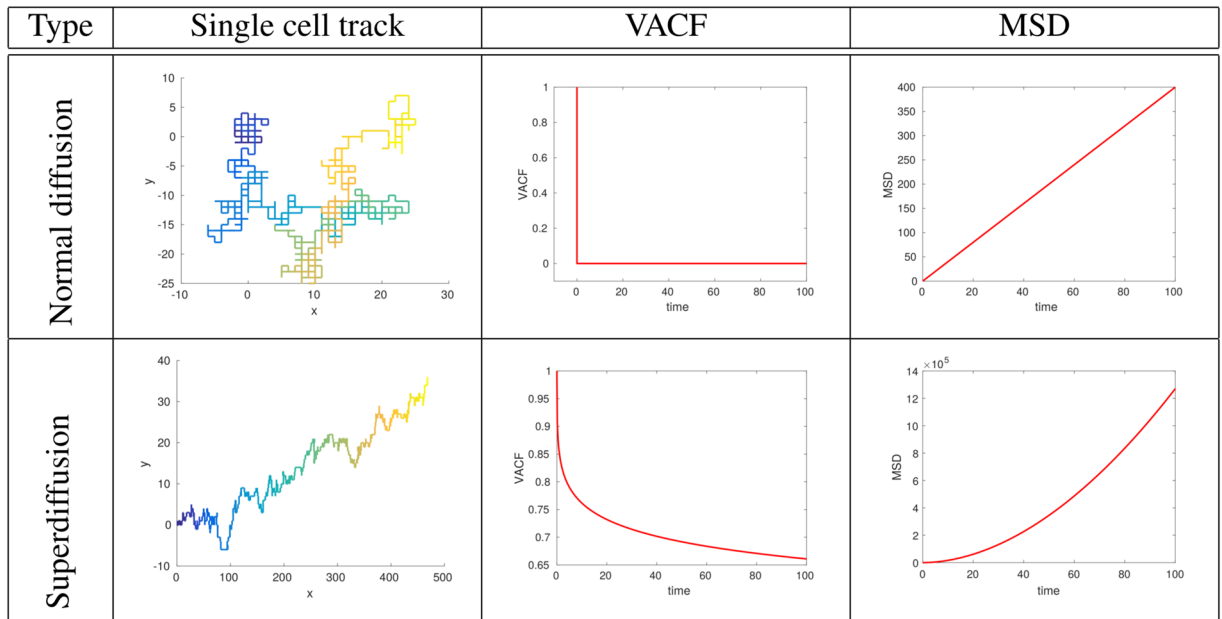 Type Single cell track VACF MSD
Normal diffusion
10
5
0
-5
-10
-15
-20
-25
y
-10 0 10 20 30
x
1
0.8
0.6
0.4
0.2
0
VACF
0 20 40 60 80 100
time
400
350
300
250
200
150
100
50
0
MSD
0 20 40 60 80 100
time
Superdiffusion
40
30
20
10
0
-10
y
0 100 200 300 400 500
x
1
0.95
0.9
0.85
0.8
0.75
0.7
0.65
VACF
0 20 40 60 80 100
time
×10⁵
14
12
10
8
6
4
2
0
MSD
0 20 40 60 80 100
time